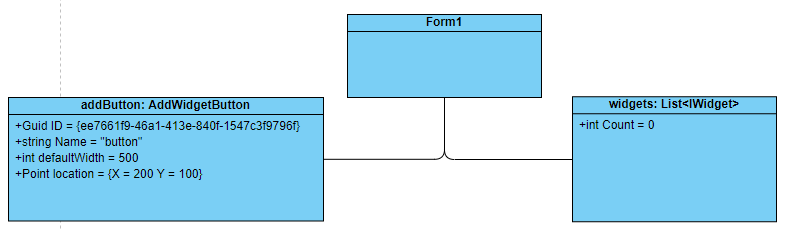 Form1
addButton: AddWidgetButton
+Guid ID = {ee7661f9-46a1-413e-840f-1547c3f9796f}
+string Name = "button"
+int defaultWidth = 500
+Point location = {X = 200 Y = 100}
widgets: List<IWidget>
+int Count = 0